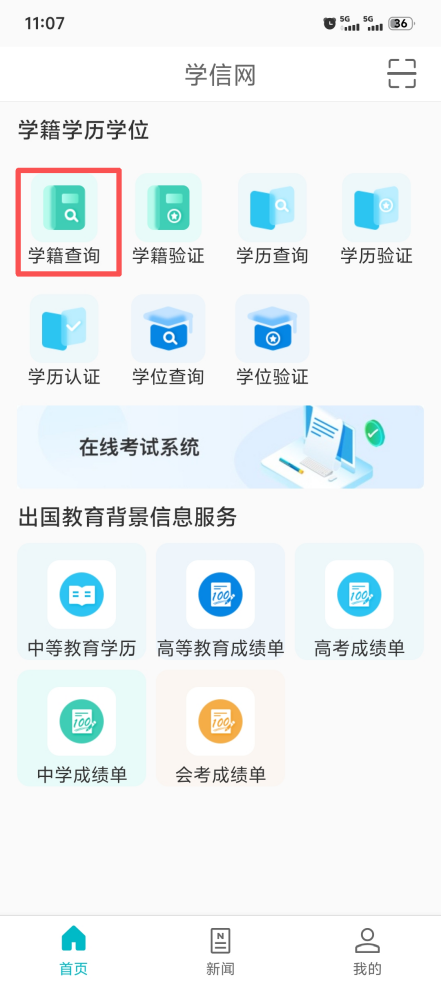 11:07
5G 5G 36
学信网
学籍学历学位
学籍查询 学籍验证 学历查询 学历验证
学历认证 学位查询 学位验证
在线考试系统
出国教育背景信息服务
100 100
中等教育学历 高等教育成绩单 高考成绩单
100 100
中学成绩单 会考成绩单
N
首页 新闻 我的